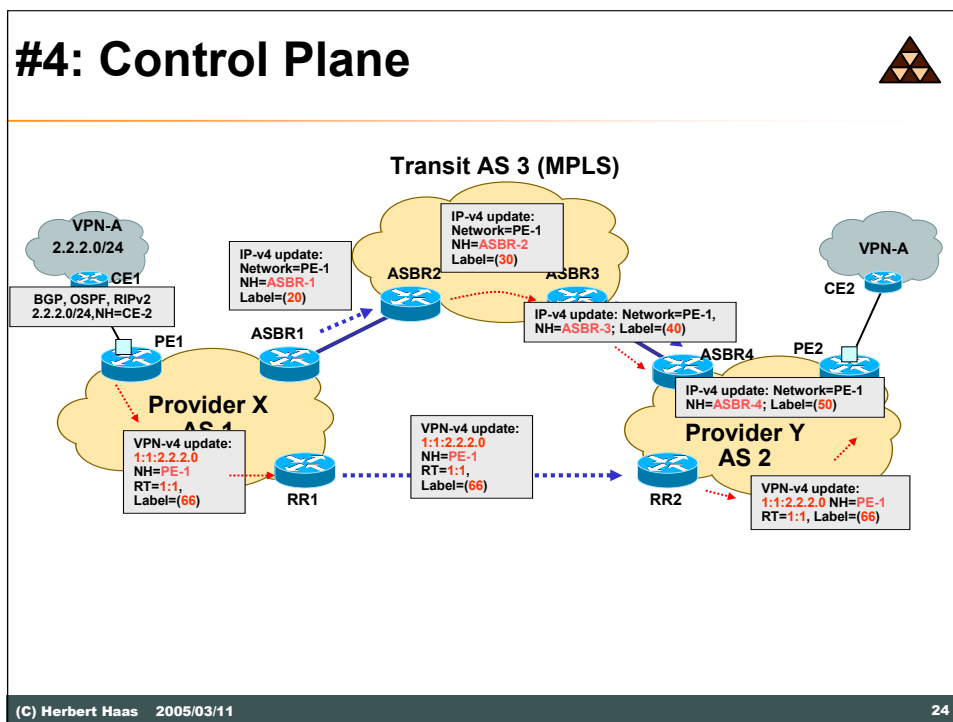 #4: Control Plane
Transit AS 3 (MPLS)
VPN-A
2.2.2.0/24
CE1
BGP, OSPF, RIPv2
2.2.2.0/24,NH=CE-2
PE1
IP-v4 update:
Network=PE-1
NH=ASBR-1
Label=(20)
ASBR1
ASBR2
IP-v4 update:
Network=PE-1
NH=ASBR-2
Label=(30)
ASBR3
IP-v4 update: Network=PE-1,
NH=ASBR-3; Label=(40)
ASBR4
VPN-A
CE2
PE2
IP-v4 update: Network=PE-1
NH=ASBR-4; Label=(50)
Provider X
AS 1
VPN-v4 update:
1:1:2.2.2.0
NH=PE-1
RT=1:1,
Label=(66)
RR1
VPN-v4 update:
1:1:2.2.2.0
NH=PE-1
RT=1:1,
Label=(66)
Provider Y
AS 2
RR2
VPN-v4 update:
1:1:2.2.2.0 NH=PE-1
RT=1:1, Label=(66)
(C) Herbert Haas 2005/03/11
24